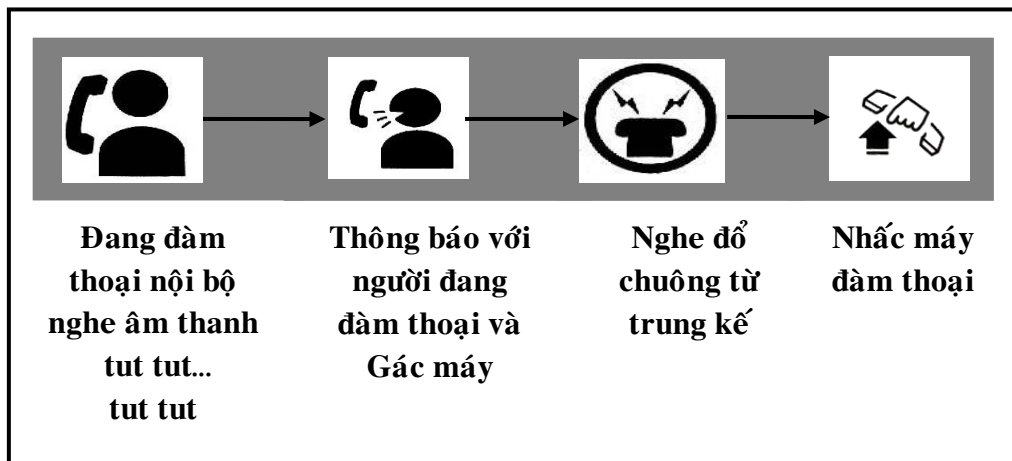 Đang đàm
thoại nội bộ
nghe âm thanh
tut tut...
tut tut
Thông báo với
người đang
đàm thoại và
Gác máy
Nghe đổ
chuông từ
trung kế
Nhấc máy
đàm thoại